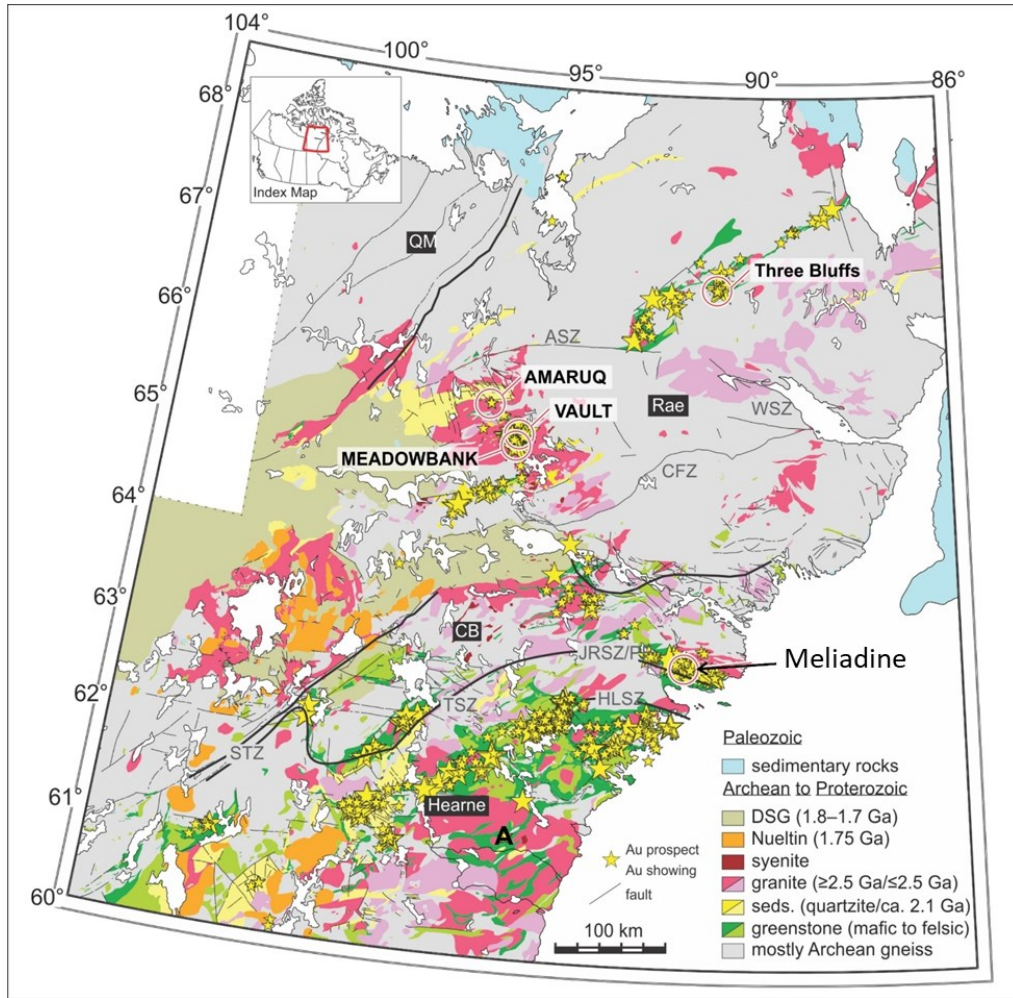 104°
100°
95°
90°
86°
68°
67°
66°
65°
64°
63°
62°
61°
60°
Index Map
QM
Three Bluffs
ASZ
AMARUQ
Rae
WSZ
VAULT
MEADOWBANK
CFZ
CB
JRSZ/P
Meliadine
TSZ
HLSZ
STZ
Hearne
A
Au prospect
Au showing
fault
100 km
Paleozoic
sedimentary rocks
Archean to Proterozoic
DSG (1.8–1.7 Ga)
Nueltin (1.75 Ga)
syenite
granite (≥2.5 Ga/≤2.5 Ga)
seds. (quartzite/ca. 2.1 Ga)
greenstone (mafic to felsic)
mostly Archean gneiss